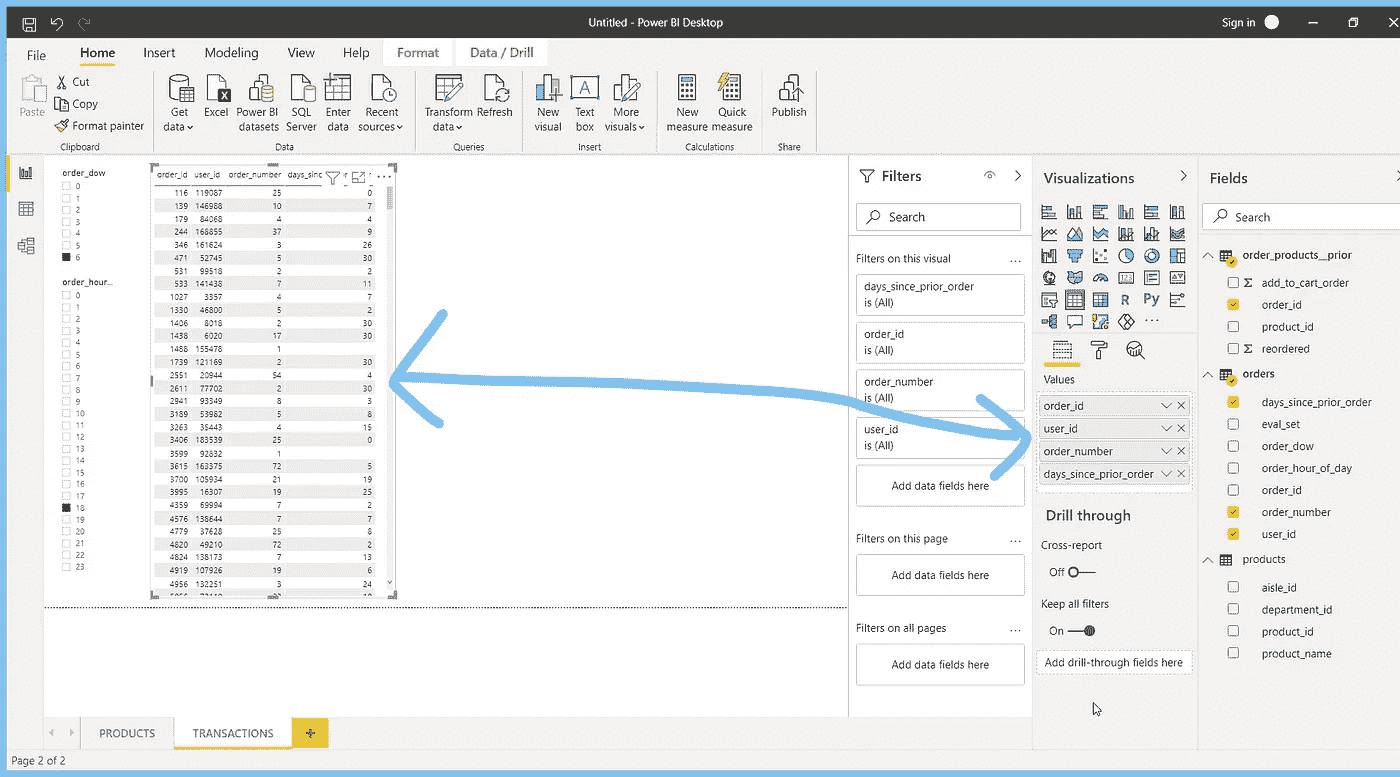 Untitled - Power BI Desktop
Sign in
File Home Insert Modeling View Help Format Data / Drill
Paste
Cut
Copy
Format painter
Clipboard
Get data
Excel
Power BI datasets
SQL Server
Enter data
Recent sources
Data
Transform data
Refresh
Queries
New visual
Text box
More visuals
Insert
New measure
Quick measure
Calculations
Publish
Share
order_dow
0
1
2
3
4
5
6
order_hour...
0
1
2
3
4
5
6
7
8
9
10
11
12
13
14
15
16
17
18
19
20
21
22
23
order_id user_id order_number days_sinc
116 119087 25 0
139 146988 10 7
179 84068 4 4
244 168855 37 9
346 161624 3 26
471 52745 5 30
531 99518 2 2
533 141438 7 11
1027 3357 4 7
1330 46800 5 2
1406 8018 2 30
1438 6020 17 30
1488 155478 1
1739 121169 2 30
2551 20944 54 4
2611 77702 2 30
2941 93349 8 3
3189 53982 5 8
3263 35443 4 15
3406 183539 25 0
3599 92832 1
3615 163375 72 5
3700 105934 21 19
3995 16307 19 25
4359 69994 7 2
4576 138644 7 7
4779 37628 25 8
4820 49210 72 2
4824 138173 7 13
4919 107926 19 6
4956 132251 3 24
Filters
Search
Filters on this visual ...
days_since_prior_order
is (All)
order_id
is (All)
order_number
is (All)
user_id
is (All)
Add data fields here
Filters on this page ...
Add data fields here
Filters on all pages ...
Add data fields here
Visualizations
R Py
...
Values
order_id
user_id
order_number
days_since_prior_order
Drill through
Cross-report
Off
Keep all filters
On
Add drill-through fields here
Fields
Search
order_products__prior
Σ add_to_cart_order
order_id
product_id
Σ reordered
orders
days_since_prior_order
eval_set
order_dow
order_hour_of_day
order_id
order_number
user_id
products
aisle_id
department_id
product_id
product_name
PRODUCTS TRANSACTIONS +
Page 2 of 2